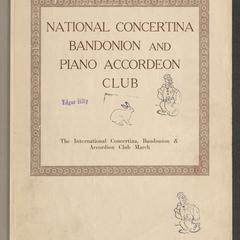 NATIONAL CONCERTINA
BANDONION AND
PIANO ACCORDEON
CLUB
The International Concertina, Bandonion &
Accordion Club March